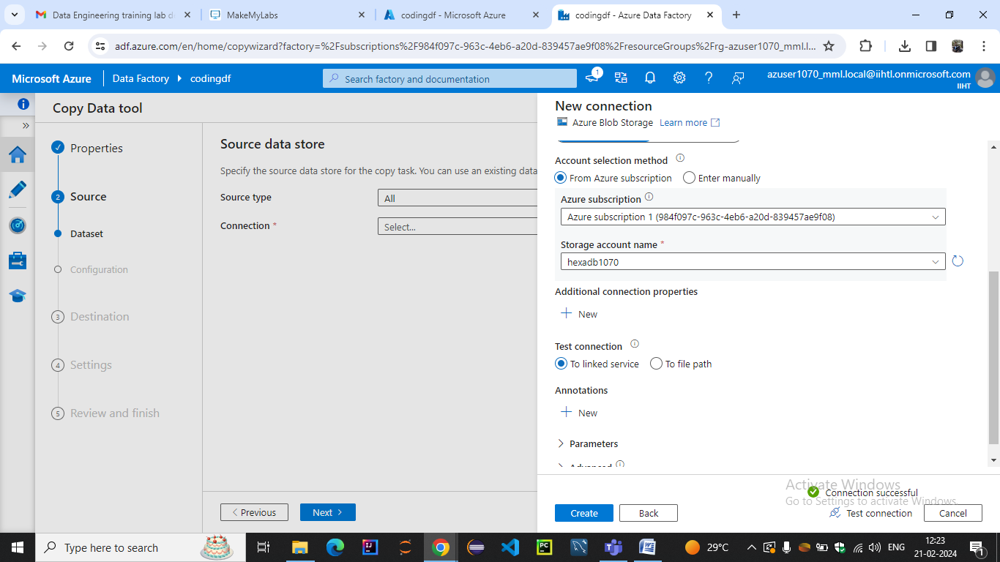 Data Engineering training lab d
MakeMyLabs
codingdf - Microsoft Azure
codingdf - Azure Data Factory
adf.azure.com/en/home/copywizard?factory=%2Fsubscriptions%2F984f097c-963c-4eb6-a20d-839457ae9f08%2FresourceGroups%2Frg-azuser1070_mml.l...
Microsoft Azure
Data Factory
codingdf
Search factory and documentation
1
azuser1070_mml.local@iihtl.onmicrosoft.com
IIHT
Copy Data tool
Properties
2 Source
Dataset
Configuration
3 Destination
4 Settings
5 Review and finish
Source data store
Specify the source data store for the copy task. You can use an existing data
Source type
All
Connection *
Select...
Previous
Next
New connection
Azure Blob Storage Learn more
Account selection method
From Azure subscription
Enter manually
Azure subscription
Azure subscription 1 (984f097c-963c-4eb6-a20d-839457ae9f08)
Storage account name *
hexadb1070
Additional connection properties
New
Test connection
To linked service
To file path
Annotations
New
Parameters
Advanced
Activate Windows
Connection successful
Go to Settings to activate Windows.
Create
Back
Test connection
Cancel
Type here to search
29°C
ENG
12:23
21-02-2024
1